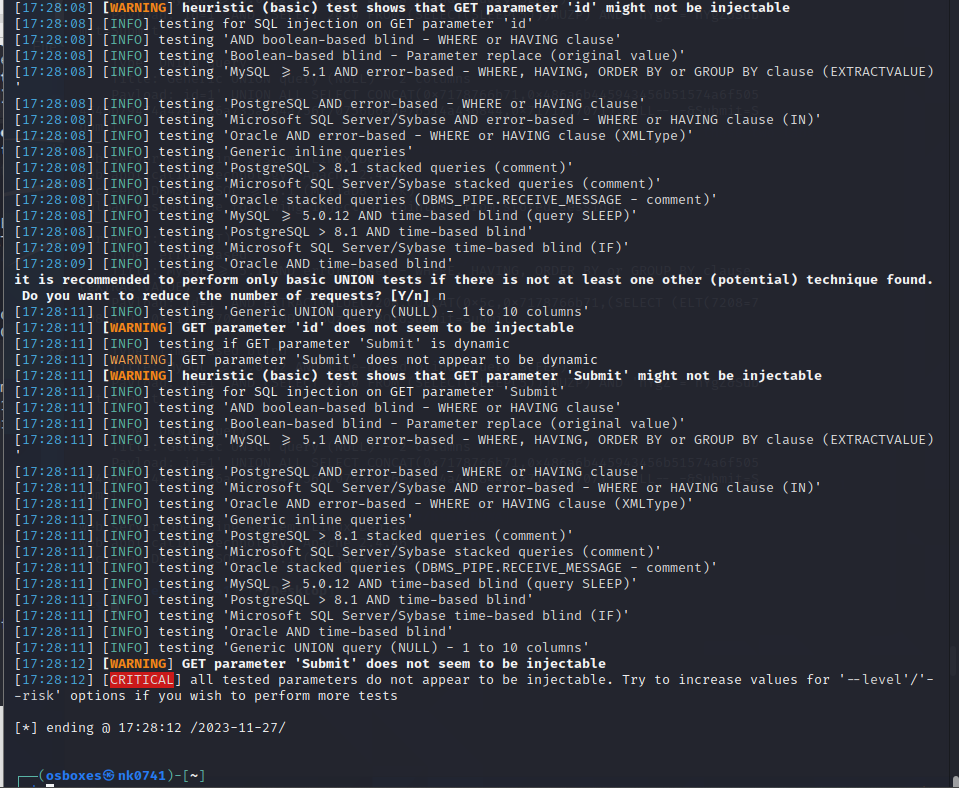 [17:28:08] [WARNING] heuristic (basic) test shows that GET parameter 'id' might not be injectable
[17:28:08] [INFO] testing for SQL injection on GET parameter 'id'
[17:28:08] [INFO] testing 'AND boolean-based blind - WHERE or HAVING clause'
[17:28:08] [INFO] testing 'Boolean-based blind - Parameter replace (original value)'
[17:28:08] [INFO] testing 'MySQL ≥ 5.1 AND error-based - WHERE, HAVING, ORDER BY or GROUP BY clause (EXTRACTVALUE)
'
[17:28:08] [INFO] testing 'PostgreSQL AND error-based - WHERE or HAVING clause'
[17:28:08] [INFO] testing 'Microsoft SQL Server/Sybase AND error-based - WHERE or HAVING clause (IN)'
[17:28:08] [INFO] testing 'Oracle AND error-based - WHERE or HAVING clause (XMLType)'
[17:28:08] [INFO] testing 'Generic inline queries'
[17:28:08] [INFO] testing 'PostgreSQL > 8.1 stacked queries (comment)'
[17:28:08] [INFO] testing 'Microsoft SQL Server/Sybase stacked queries (comment)'
[17:28:08] [INFO] testing 'Oracle stacked queries (DBMS_PIPE.RECEIVE_MESSAGE - comment)'
[17:28:08] [INFO] testing 'MySQL ≥ 5.0.12 AND time-based blind (query SLEEP)'
[17:28:08] [INFO] testing 'PostgreSQL > 8.1 AND time-based blind'
[17:28:09] [INFO] testing 'Microsoft SQL Server/Sybase time-based blind (IF)'
[17:28:09] [INFO] testing 'Oracle AND time-based blind'
it is recommended to perform only basic UNION tests if there is not at least one other (potential) technique found.
Do you want to reduce the number of requests? [Y/n] n
[17:28:11] [INFO] testing 'Generic UNION query (NULL) - 1 to 10 columns'
[17:28:11] [WARNING] GET parameter 'id' does not seem to be injectable
[17:28:11] [INFO] testing if GET parameter 'Submit' is dynamic
[17:28:11] [WARNING] GET parameter 'Submit' does not appear to be dynamic
[17:28:11] [WARNING] heuristic (basic) test shows that GET parameter 'Submit' might not be injectable
[17:28:11] [INFO] testing for SQL injection on GET parameter 'Submit'
[17:28:11] [INFO] testing 'AND boolean-based blind - WHERE or HAVING clause'
[17:28:11] [INFO] testing 'Boolean-based blind - Parameter replace (original value)'
[17:28:11] [INFO] testing 'MySQL ≥ 5.1 AND error-based - WHERE, HAVING, ORDER BY or GROUP BY clause (EXTRACTVALUE)
'
[17:28:11] [INFO] testing 'PostgreSQL AND error-based - WHERE or HAVING clause'
[17:28:11] [INFO] testing 'Microsoft SQL Server/Sybase AND error-based - WHERE or HAVING clause (IN)'
[17:28:11] [INFO] testing 'Oracle AND error-based - WHERE or HAVING clause (XMLType)'
[17:28:11] [INFO] testing 'Generic inline queries'
[17:28:11] [INFO] testing 'PostgreSQL > 8.1 stacked queries (comment)'
[17:28:11] [INFO] testing 'Microsoft SQL Server/Sybase stacked queries (comment)'
[17:28:11] [INFO] testing 'Oracle stacked queries (DBMS_PIPE.RECEIVE_MESSAGE - comment)'
[17:28:11] [INFO] testing 'MySQL ≥ 5.0.12 AND time-based blind (query SLEEP)'
[17:28:11] [INFO] testing 'PostgreSQL > 8.1 AND time-based blind'
[17:28:11] [INFO] testing 'Microsoft SQL Server/Sybase time-based blind (IF)'
[17:28:11] [INFO] testing 'Oracle AND time-based blind'
[17:28:11] [INFO] testing 'Generic UNION query (NULL) - 1 to 10 columns'
[17:28:12] [WARNING] GET parameter 'Submit' does not seem to be injectable
[17:28:12] [CRITICAL] all tested parameters do not appear to be injectable. Try to increase values for '--level'/'-
-risk' options if you wish to perform more tests
[*] ending @ 17:28:12 /2023-11-27/
┌──(osboxes㉿nk0741)-[~]